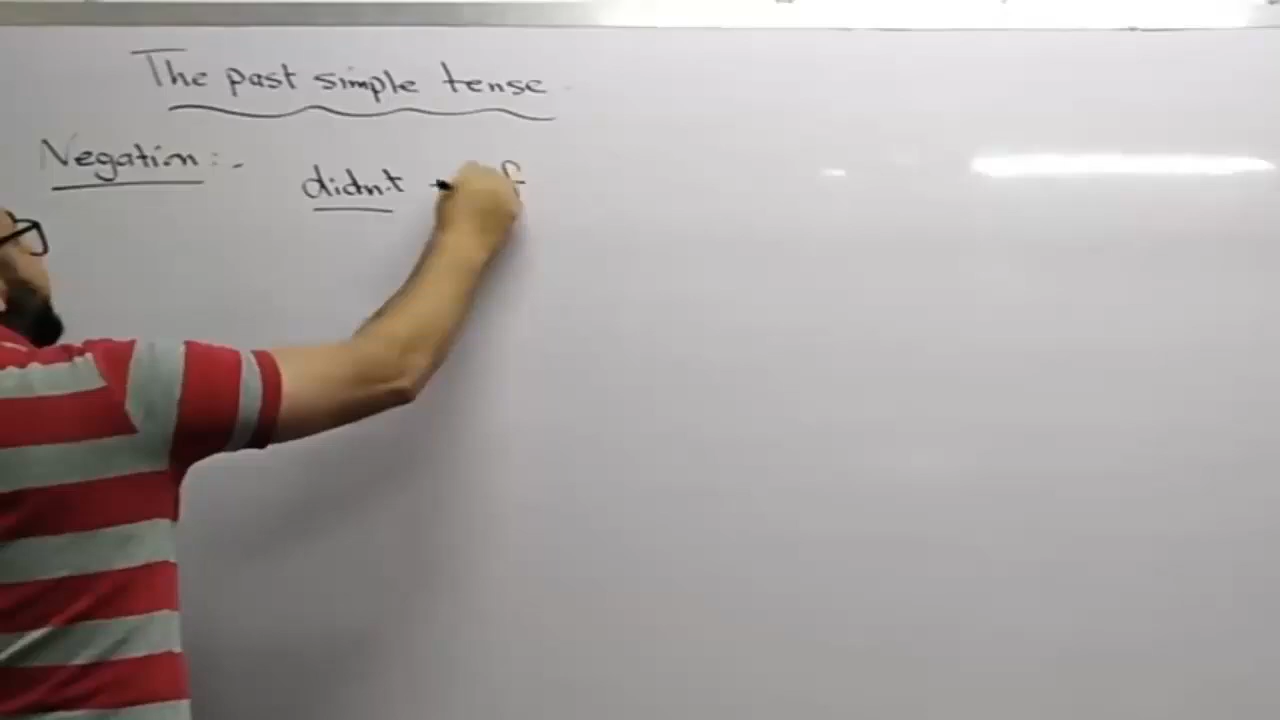 The past simple tense
Negation:-
didn't